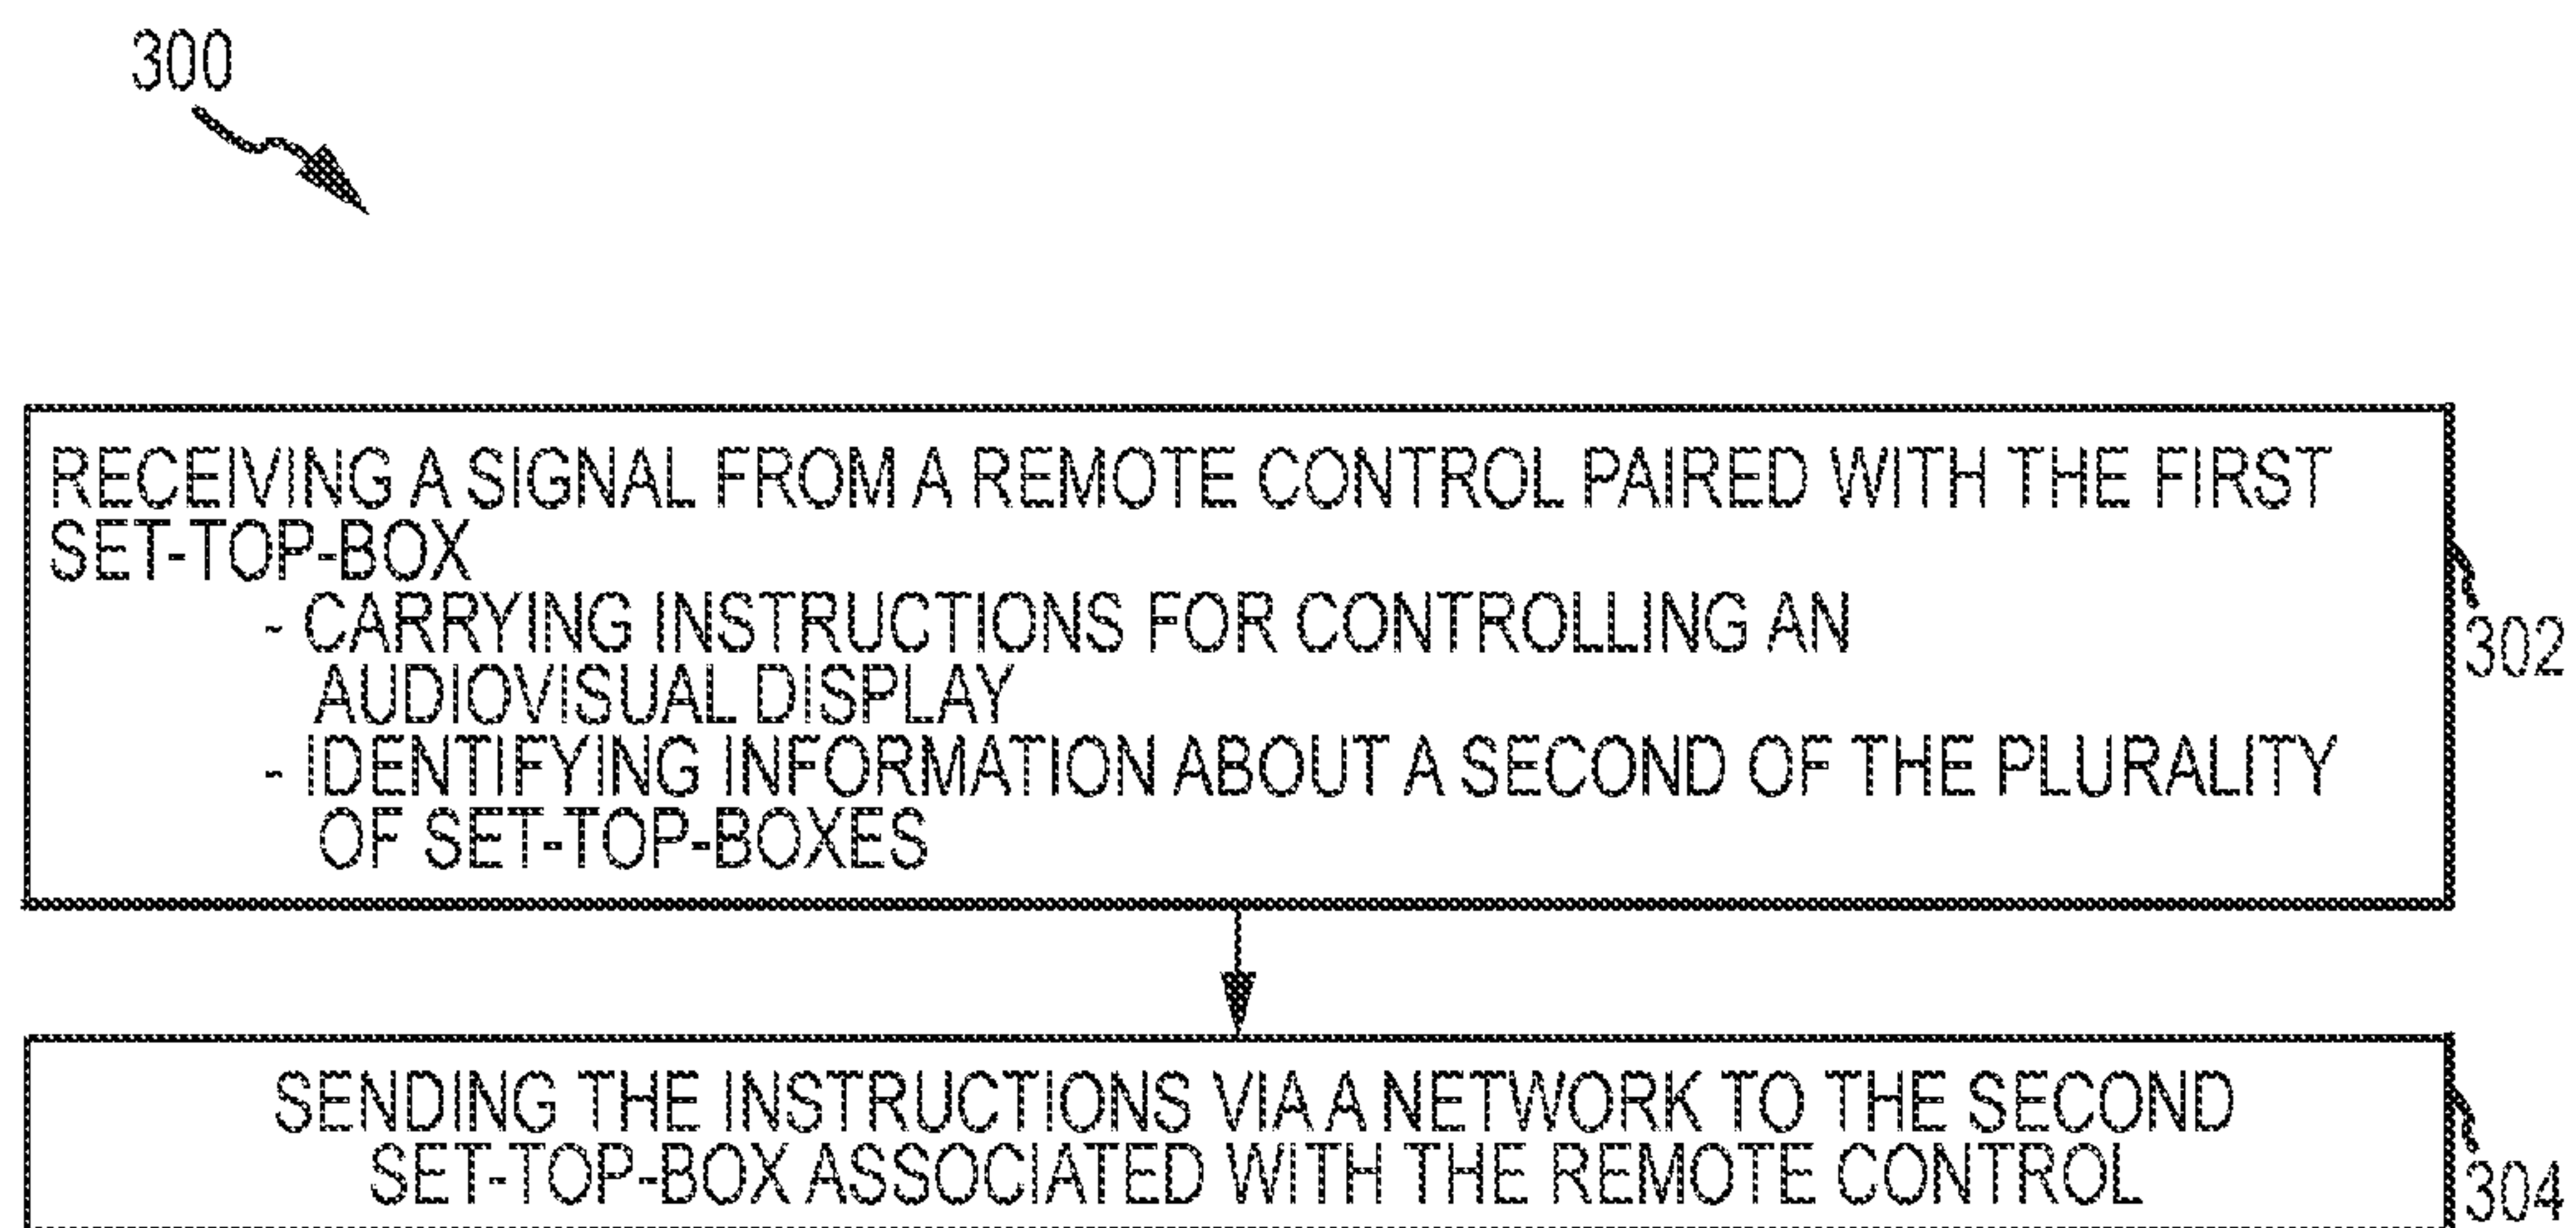 300
RECEIVING A SIGNAL FROM A REMOTE CONTROL PAIRED WITH THE FIRST
SET-TOP-BOX
- CARRYING INSTRUCTIONS FOR CONTROLLING AN
AUDIOVISUAL DISPLAY
- IDENTIFYING INFORMATION ABOUT A SECOND OF THE PLURALITY
OF SET-TOP-BOXES
302
SENDING THE INSTRUCTIONS VIA A NETWORK TO THE SECOND
SET-TOP-BOX ASSOCIATED WITH THE REMOTE CONTROL
304